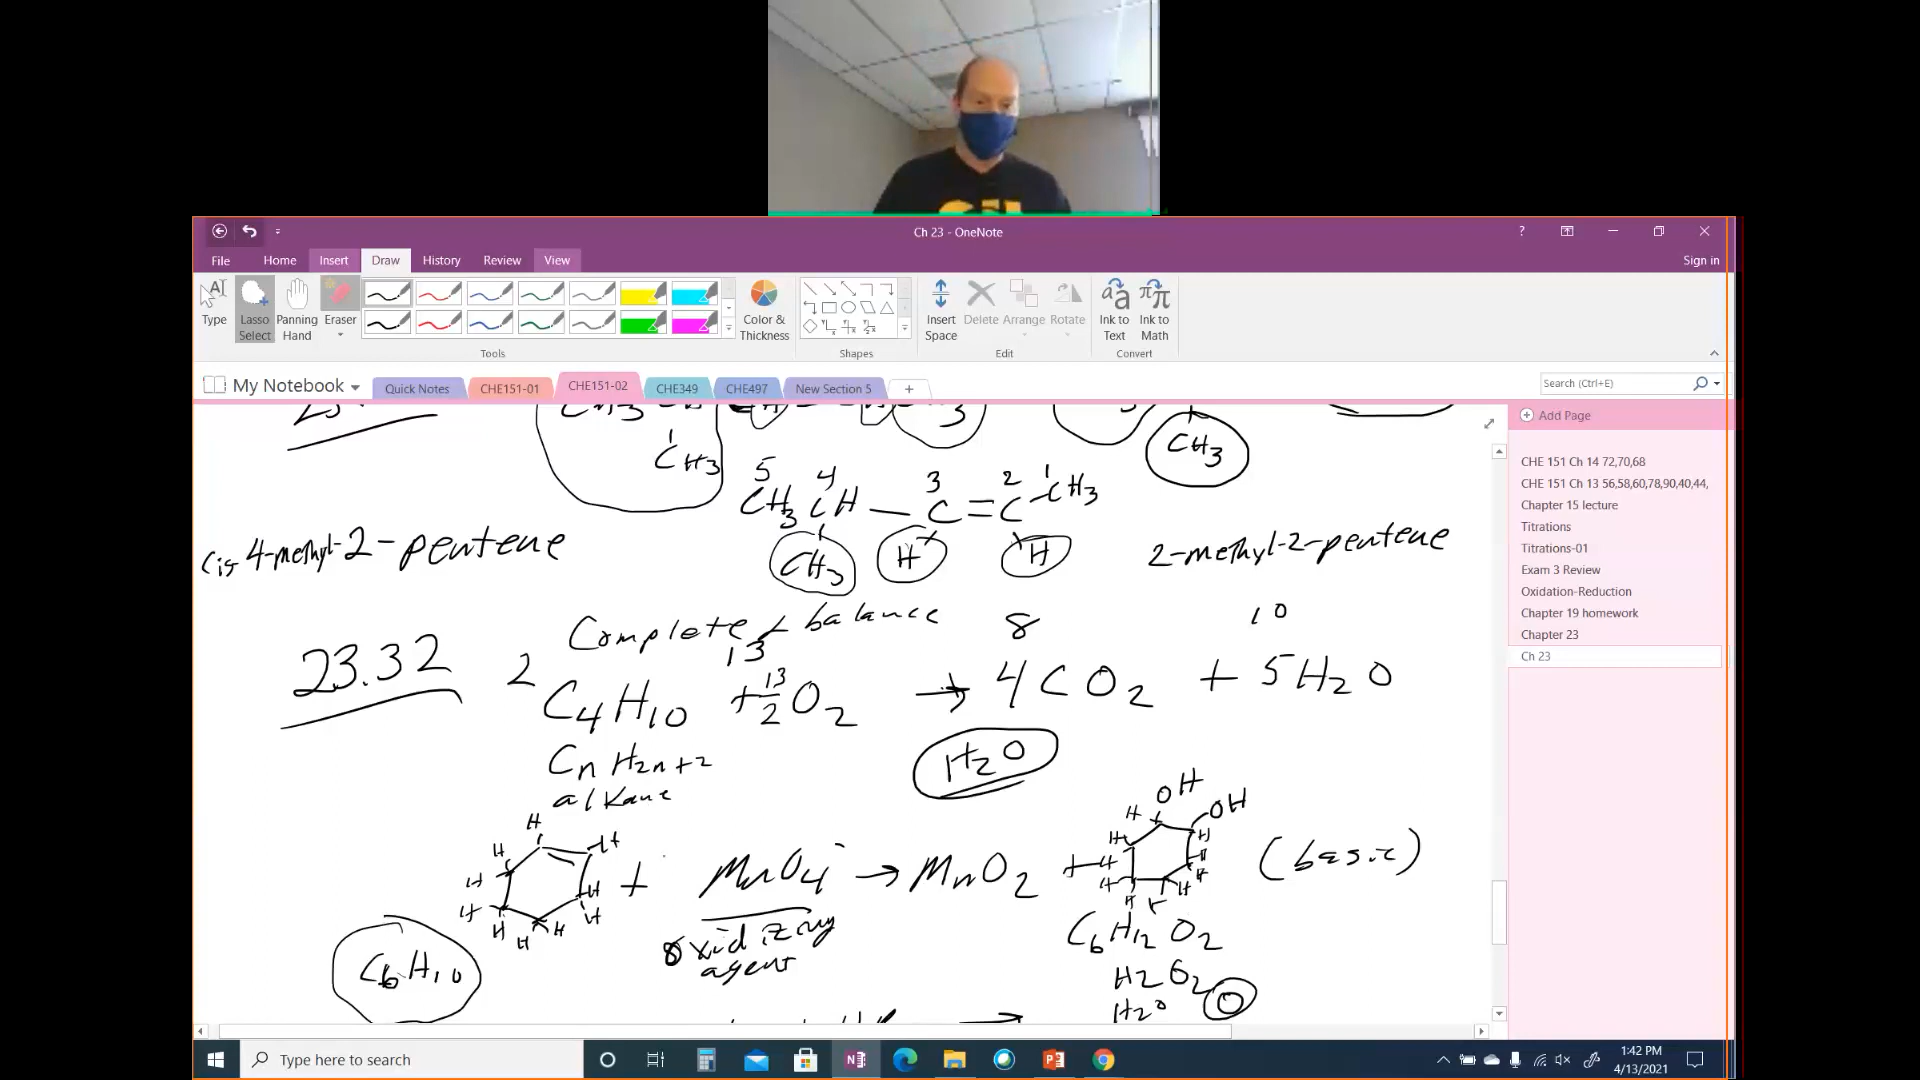 Ch 23 - OneNote
?
File Home Insert Draw History Review View
Sign in
Type
Lasso Select
Panning Hand
Eraser
Color & Thickness
Insert Space
Delete
Arrange
Rotate
Ink to Text
Ink to Math
Tools
Shapes
Edit
Convert
My Notebook
Quick Notes
CHE151-01
CHE151-02
CHE349
CHE497
New Section 5
+
Search (Ctrl+E)
Add Page
CHE 151 Ch 14 72,70,68
CHE 151 Ch 13 56,58,60,78,90,40,44,
Chapter 15 lecture
Titrations
Titrations-01
Exam 3 Review
Oxidation-Reduction
Chapter 19 homework
Chapter 23
Ch 23
CH3
CH3
5 4 3 2 1
CH3 CH — C = C - CH3
CH3 H H
cis 4-methyl-2-pentene
2-methyl-2-pentene
Complete + balance
8
10
23.32
2
13
C4H10 + 13/2 O2 → 4CO2 + 5H2O
CnH2n+2
alkane
H2O
OH
OH
+ MnO4- → MnO2 + (basic)
oxidizing
agent
C6H10
C6H12O2
H2O2
H2O
O
Type here to search
1:42 PM
4/13/2021